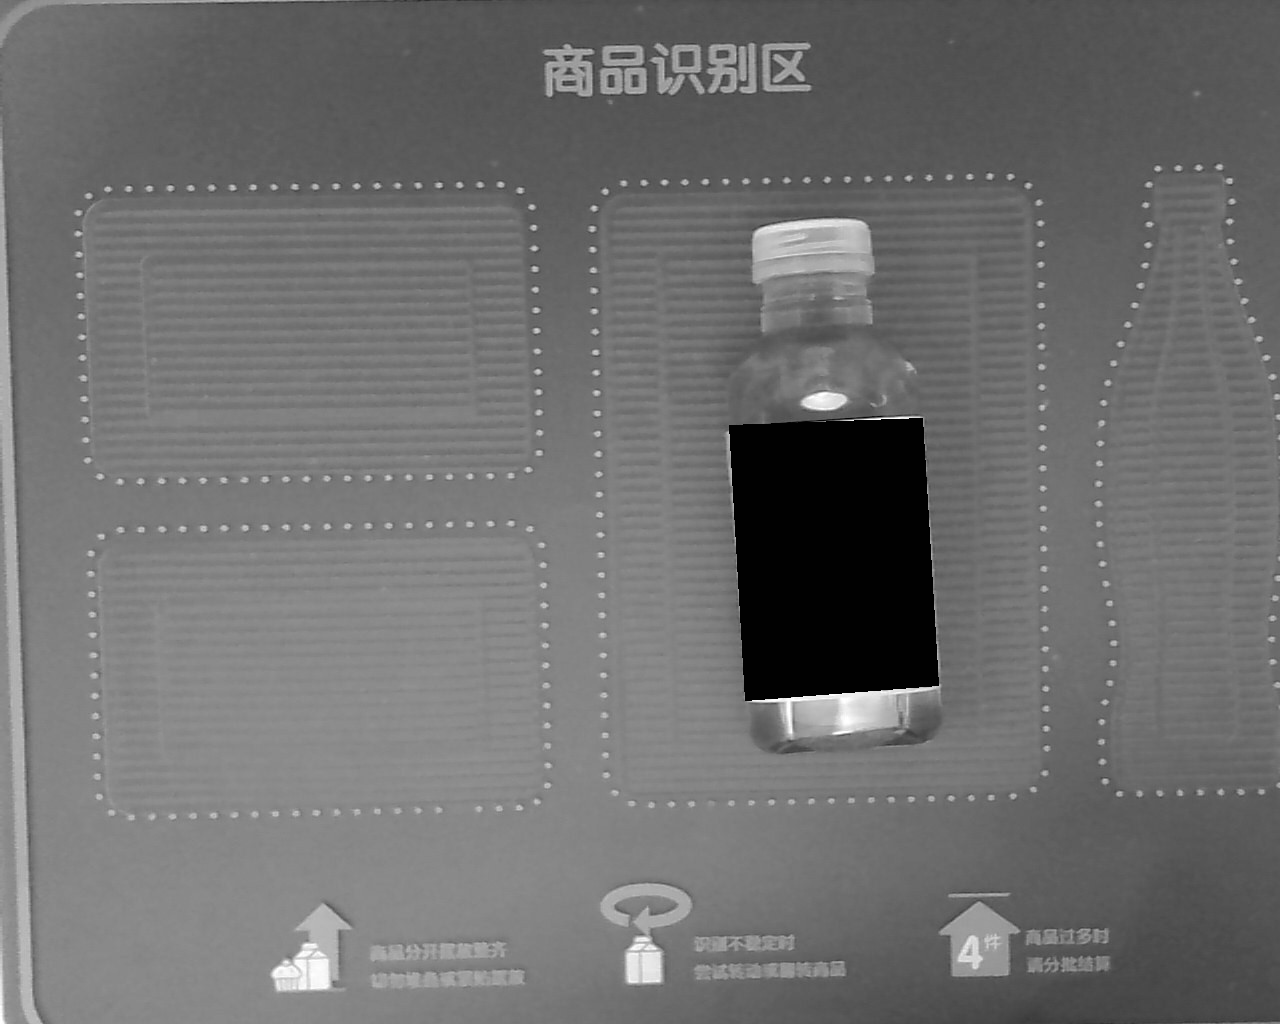 商品识别区
商品分开摆放整齐
切勿堆叠或紧贴摆放
识别不稳定时
尝试转动或翻转商品
4件
商品过多时
请分批结算